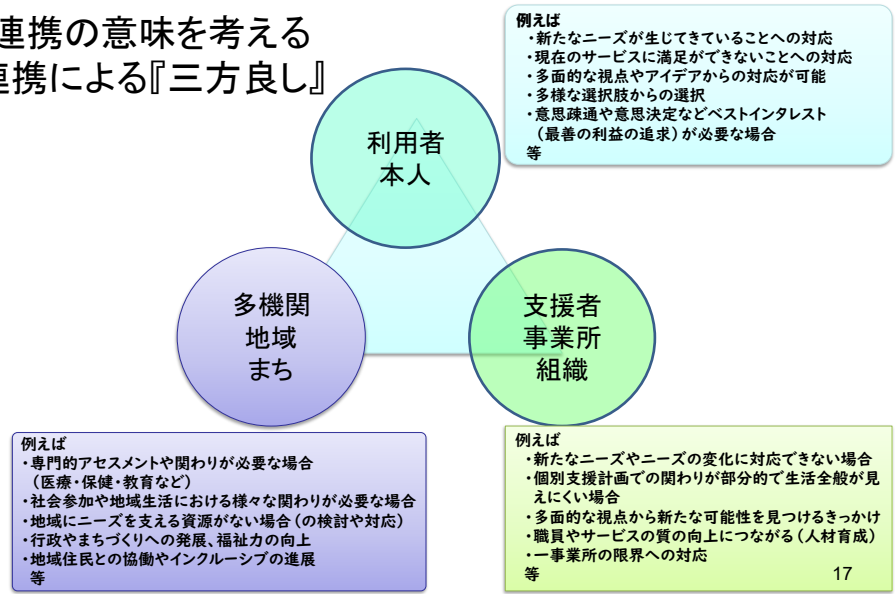 連携の意味を考える
連携による『三方良し』
例えば
・新たなニーズが生じてきていることへの対応
・現在のサービスに満足ができないことへの対応
・多面的な視点やアイデアからの対応が可能
・多様な選択肢からの選択
・意思疎通や意思決定などベストインタレスト
（最善の利益の追求）が必要な場合
等
利用者
本人
多機関
地域
まち
支援者
事業所
組織
例えば
・専門的アセスメントや関わりが必要な場合
（医療・保健・教育など）
・社会参加や地域生活における様々な関わりが必要な場合
・地域にニーズを支える資源がない場合（の検討や対応）
・行政やまちづくりへの発展、福祉力の向上
・地域住民との協働やインクルーシブの進展
等
例えば
・新たなニーズやニーズの変化に対応できない場合
・個別支援計画での関わりが部分的で生活全般が見
えにくい場合
・多面的な視点から新たな可能性を見つけるきっかけ
・職員やサービスの質の向上につながる（人材育成）
・一事業所の限界への対応
等
17